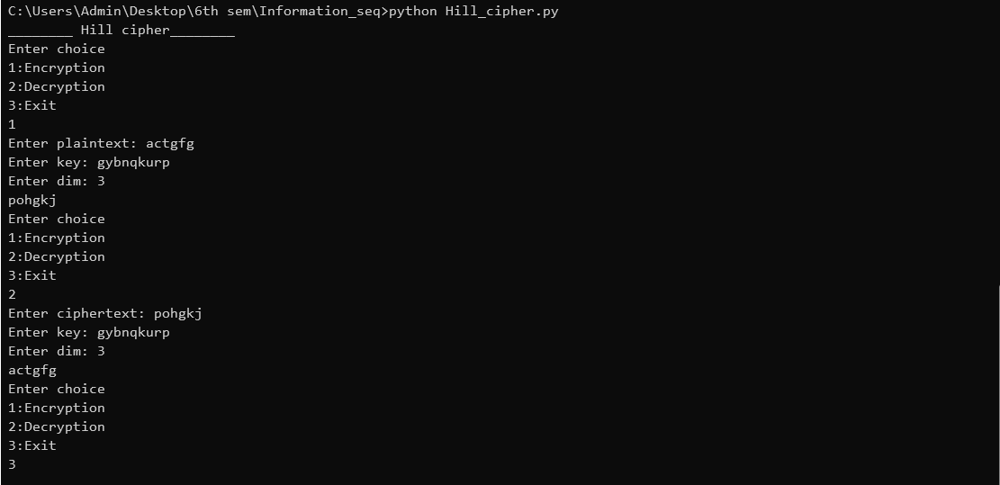 C:\Users\Admin\Desktop\6th sem\Information_seq>python Hill_cipher.py
________ Hill cipher________
Enter choice
1:Encryption
2:Decryption
3:Exit
1
Enter plaintext: actgfg
Enter key: gybnqkurp
Enter dim: 3
pohgkj
Enter choice
1:Encryption
2:Decryption
3:Exit
2
Enter ciphertext: pohgkj
Enter key: gybnqkurp
Enter dim: 3
actgfg
Enter choice
1:Encryption
2:Decryption
3:Exit
3